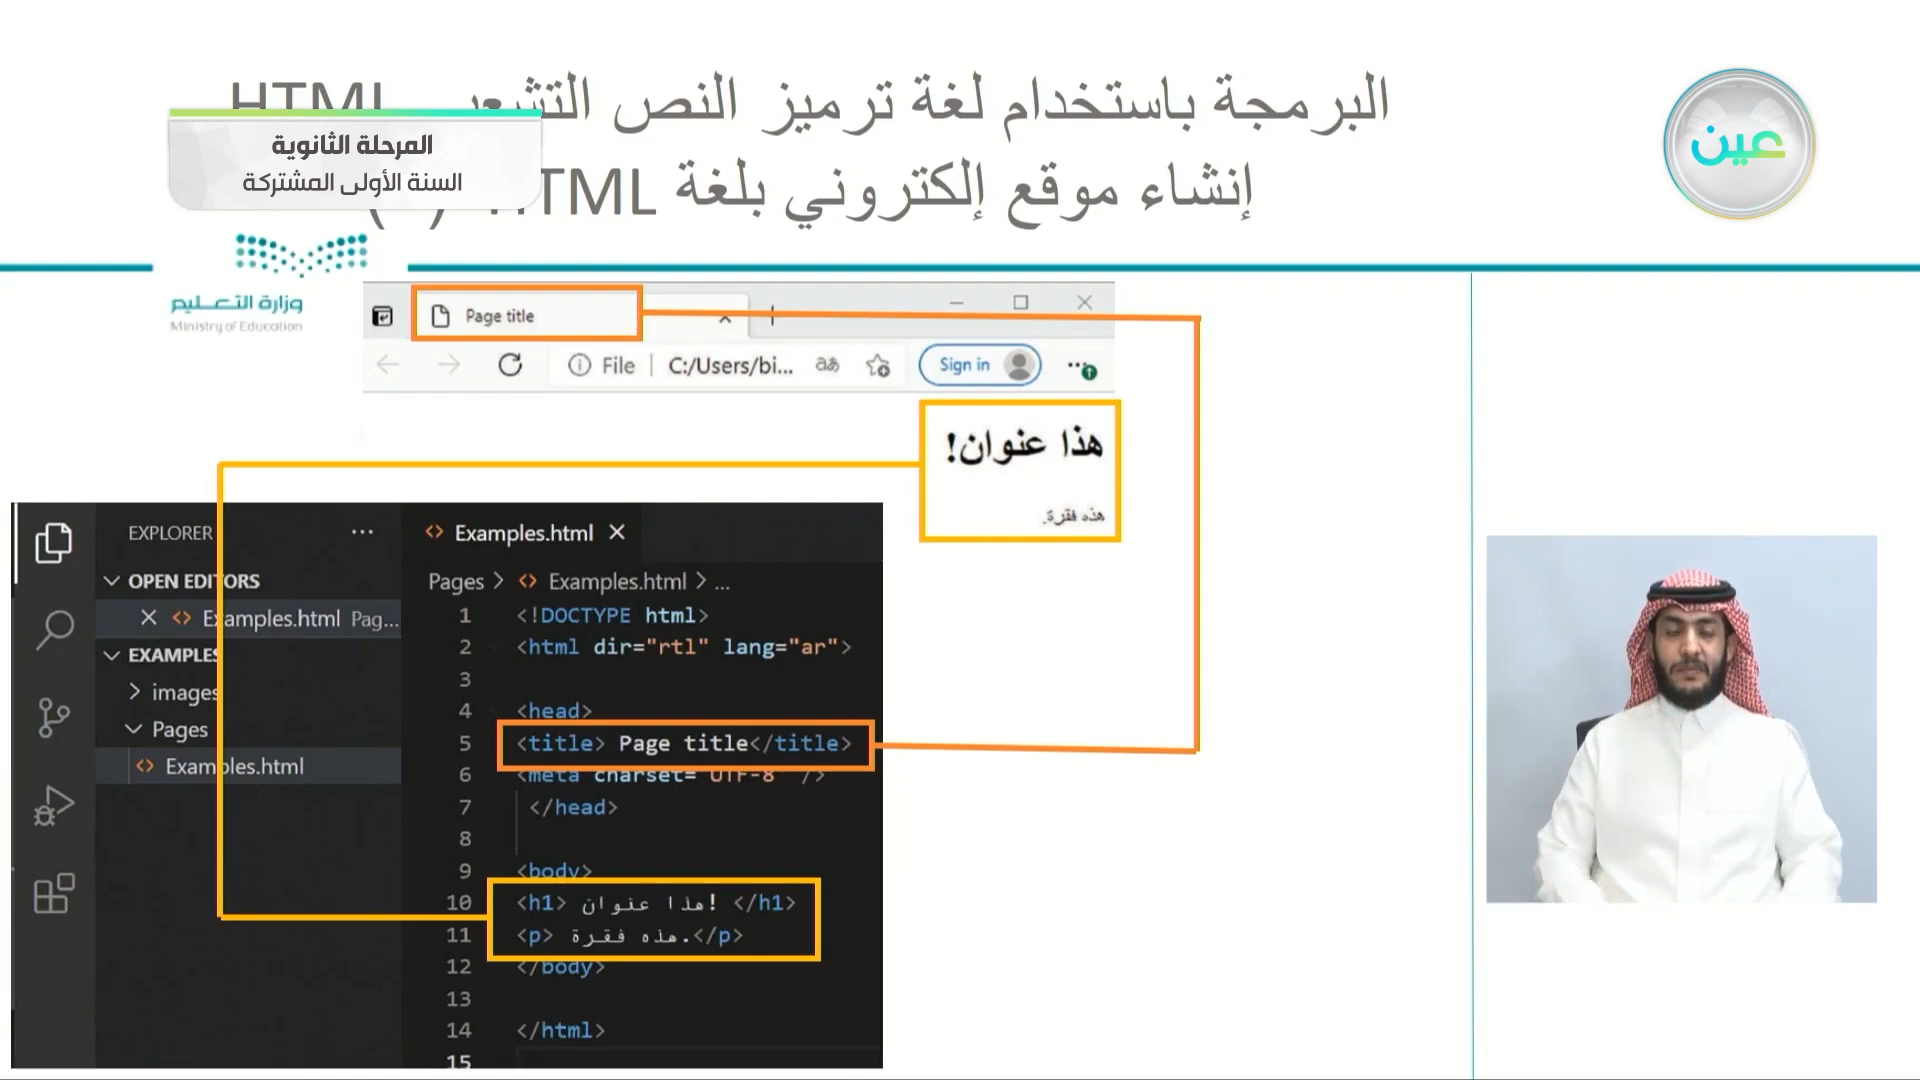 البرمجة باستخدام لغة ترميز النص
إنشاء موقع إلكتروني بلغة HTML
المرحلة الثانوية
السنة الأولى المشتركة
عين
وزارة التعليم
Ministry of Education
Page title
File C:/Users/bi... Sign in
هذا عنوان!
هذه فقرة.
EXPLORER ...
OPEN EDITORS
Examples.html Pag...
EXAMPLES
images
Pages
Examples.html
Examples.html
Pages > Examples.html > ...
1 <!DOCTYPE html>
2 <html dir="rtl" lang="ar">
3
4 <head>
5 <title> Page title</title>
6 <meta charset="UTF-8" />
7 </head>
8
9 <body>
10 <h1> هذا عنوان! </h1>
11 <p> هذه فقرة.</p>
12 </body>
13
14 </html>
15